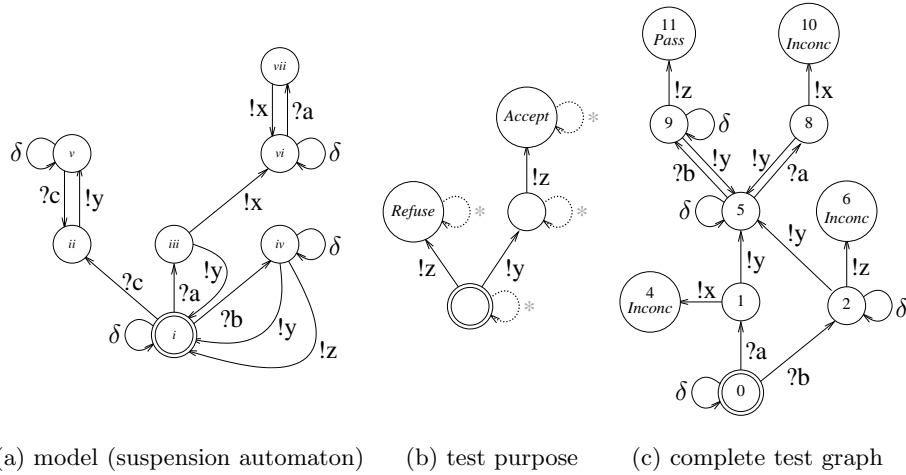 vii
!x
?a
δ
v
vi
δ
?c
!y
!x
ii
iii
iv
δ
!y
?c
?a
?b
!y
δ
i
!z
(a) model (suspension automaton)
Accept
*
!z
Refuse
*
*
!z
!y
*
(b) test purpose
11
Pass
10
Inconc
!z
!x
9
δ
8
!y
!y
?b
?a
δ
5
6
Inconc
!y
!y
!z
4
Inconc
!x
1
2
δ
?a
?b
δ
0
(c) complete test graph